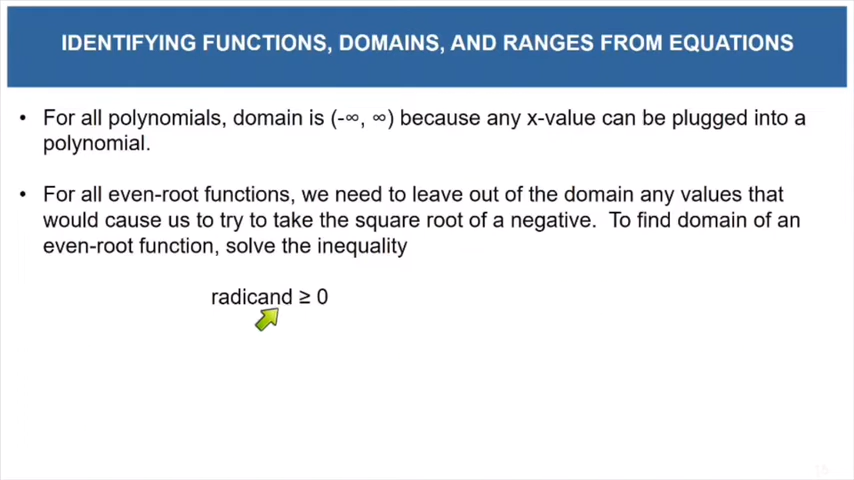 IDENTIFYING FUNCTIONS, DOMAINS, AND RANGES FROM EQUATIONS
• For all polynomials, domain is (-∞, ∞) because any x-value can be plugged into a
polynomial.
• For all even-root functions, we need to leave out of the domain any values that
would cause us to try to take the square root of a negative.  To find domain of an
even-root function, solve the inequality
radicand ≥ 0